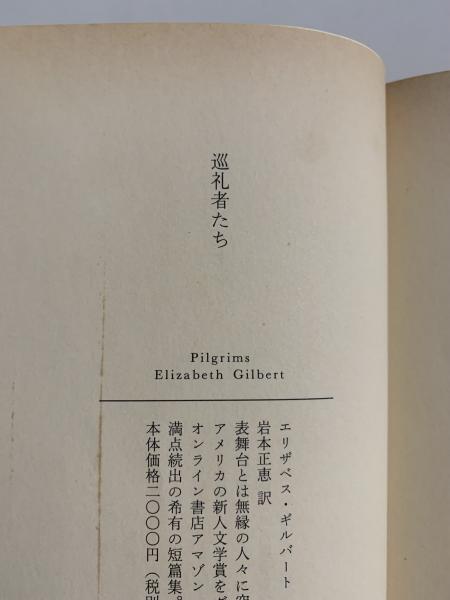 巡礼者たち
Pilgrims
Elizabeth Gilbert
エリザベス・ギルバート
岩本正恵 訳
表舞台とは無縁の人々に
アメリカの新人文学賞を
オンライン書店アマゾン
満点続出の希有の短篇集。
本体価格二〇〇〇円（税別